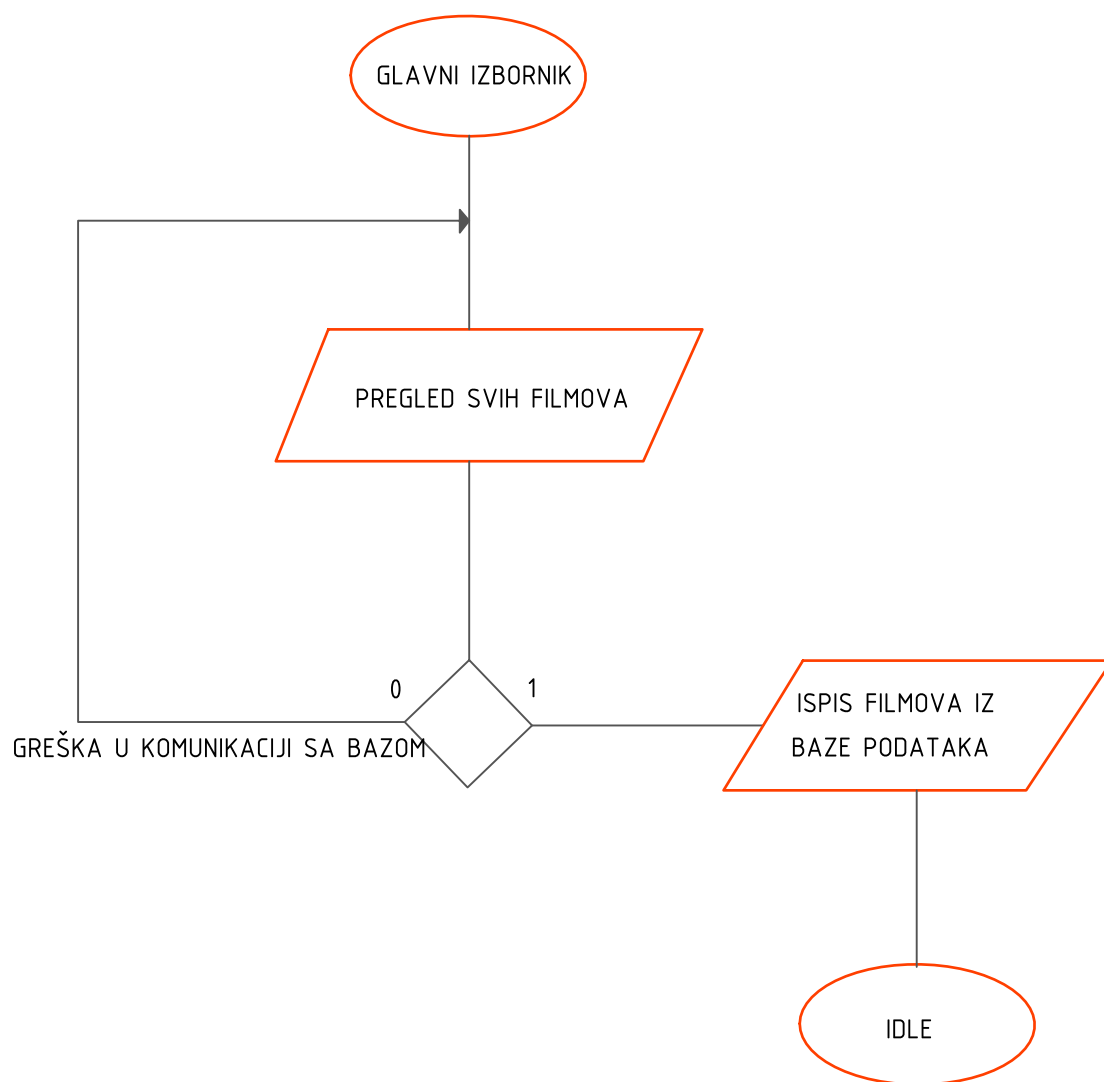 GLAVNI IZBORNIK
PREGLED SVIH FILMOVA
0
1
GREŠKA U KOMUNIKACIJI SA BAZOM
ISPIS FILMOVA IZ
BAZE PODATAKA
IDLE